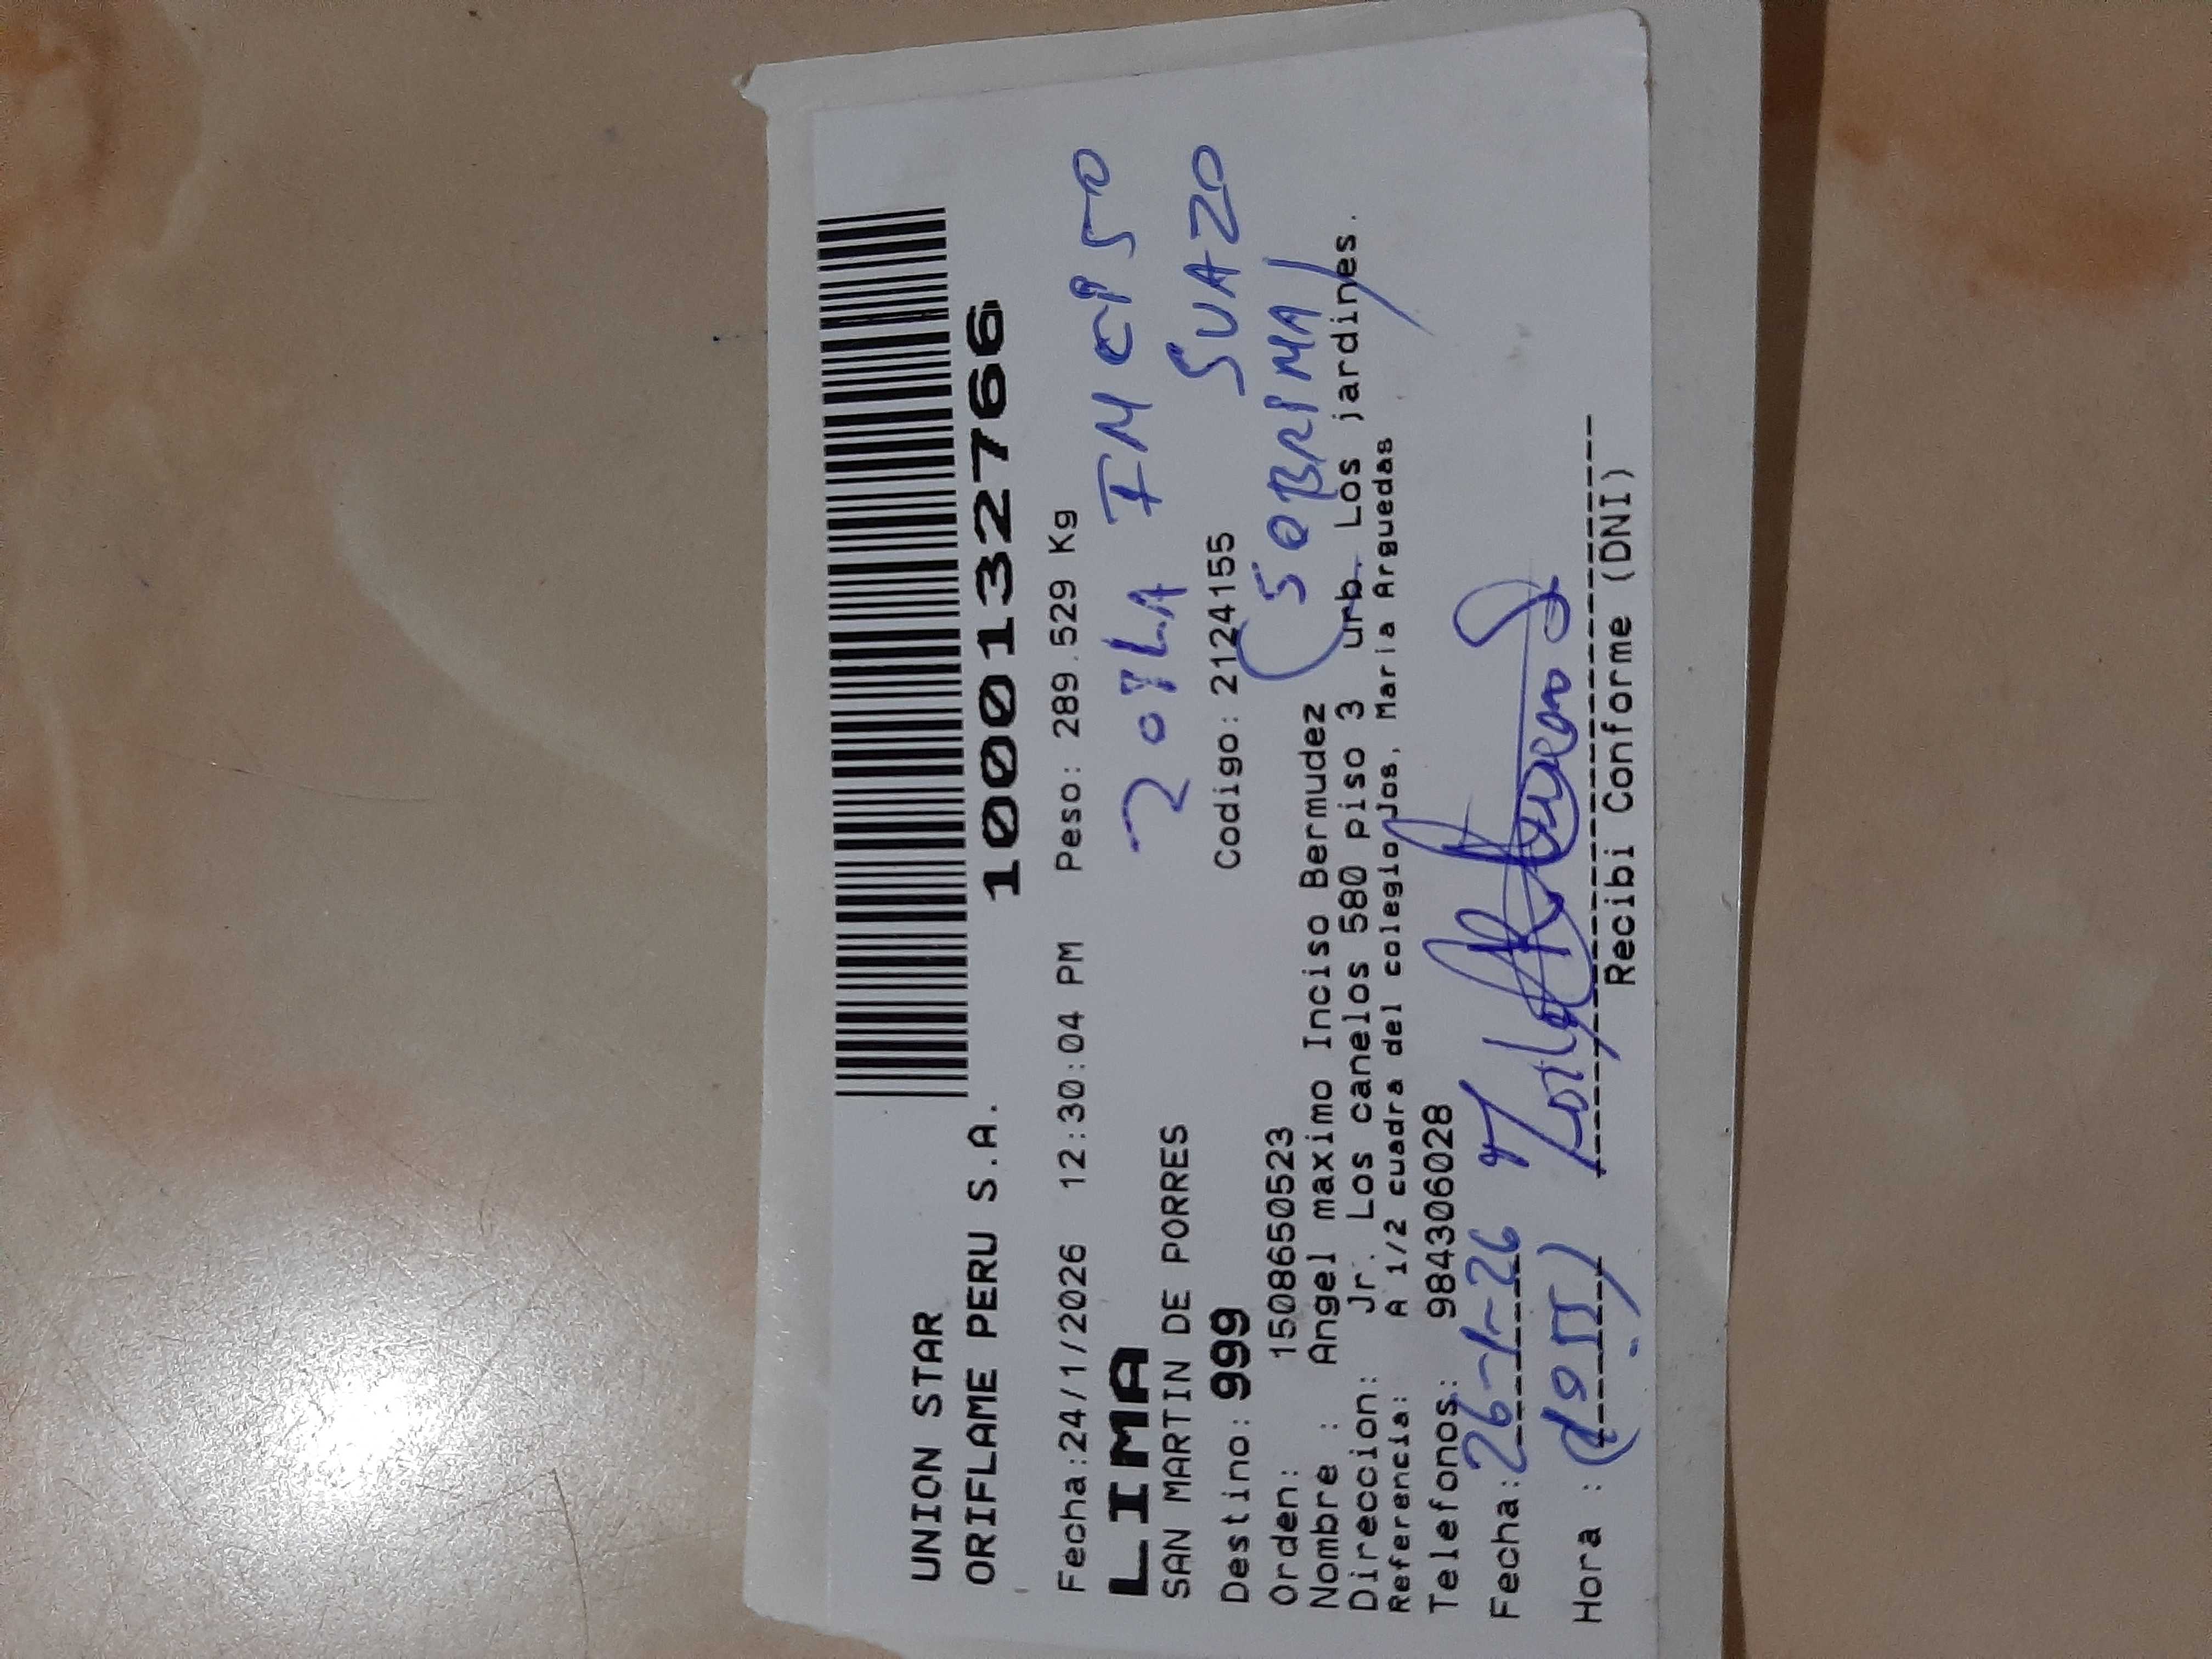 UNION STAR
ORIFLAME PERU S.A.
1000132766
Fecha:24/1/2026 12:30:04 PM Peso: 289.529 Kg
LIMA
SAN MARTIN DE PORRES
ZOILA INCISO
SUAZO
Destino: 999 Codigo: 2124155
(SOBRIMA)
Orden: 15086550523
Nombre : Angel maximo Inciso Bermudez
Direccion: Jr. Los canelos 580 piso 3 urb. Los jardines.
Referencia: A 1/2 cuadra del colegio Jos. Maria Arguedas
Telefonos: 984306028
Fecha: 26-1-26
Hora :
Recibi Conforme (DNI)